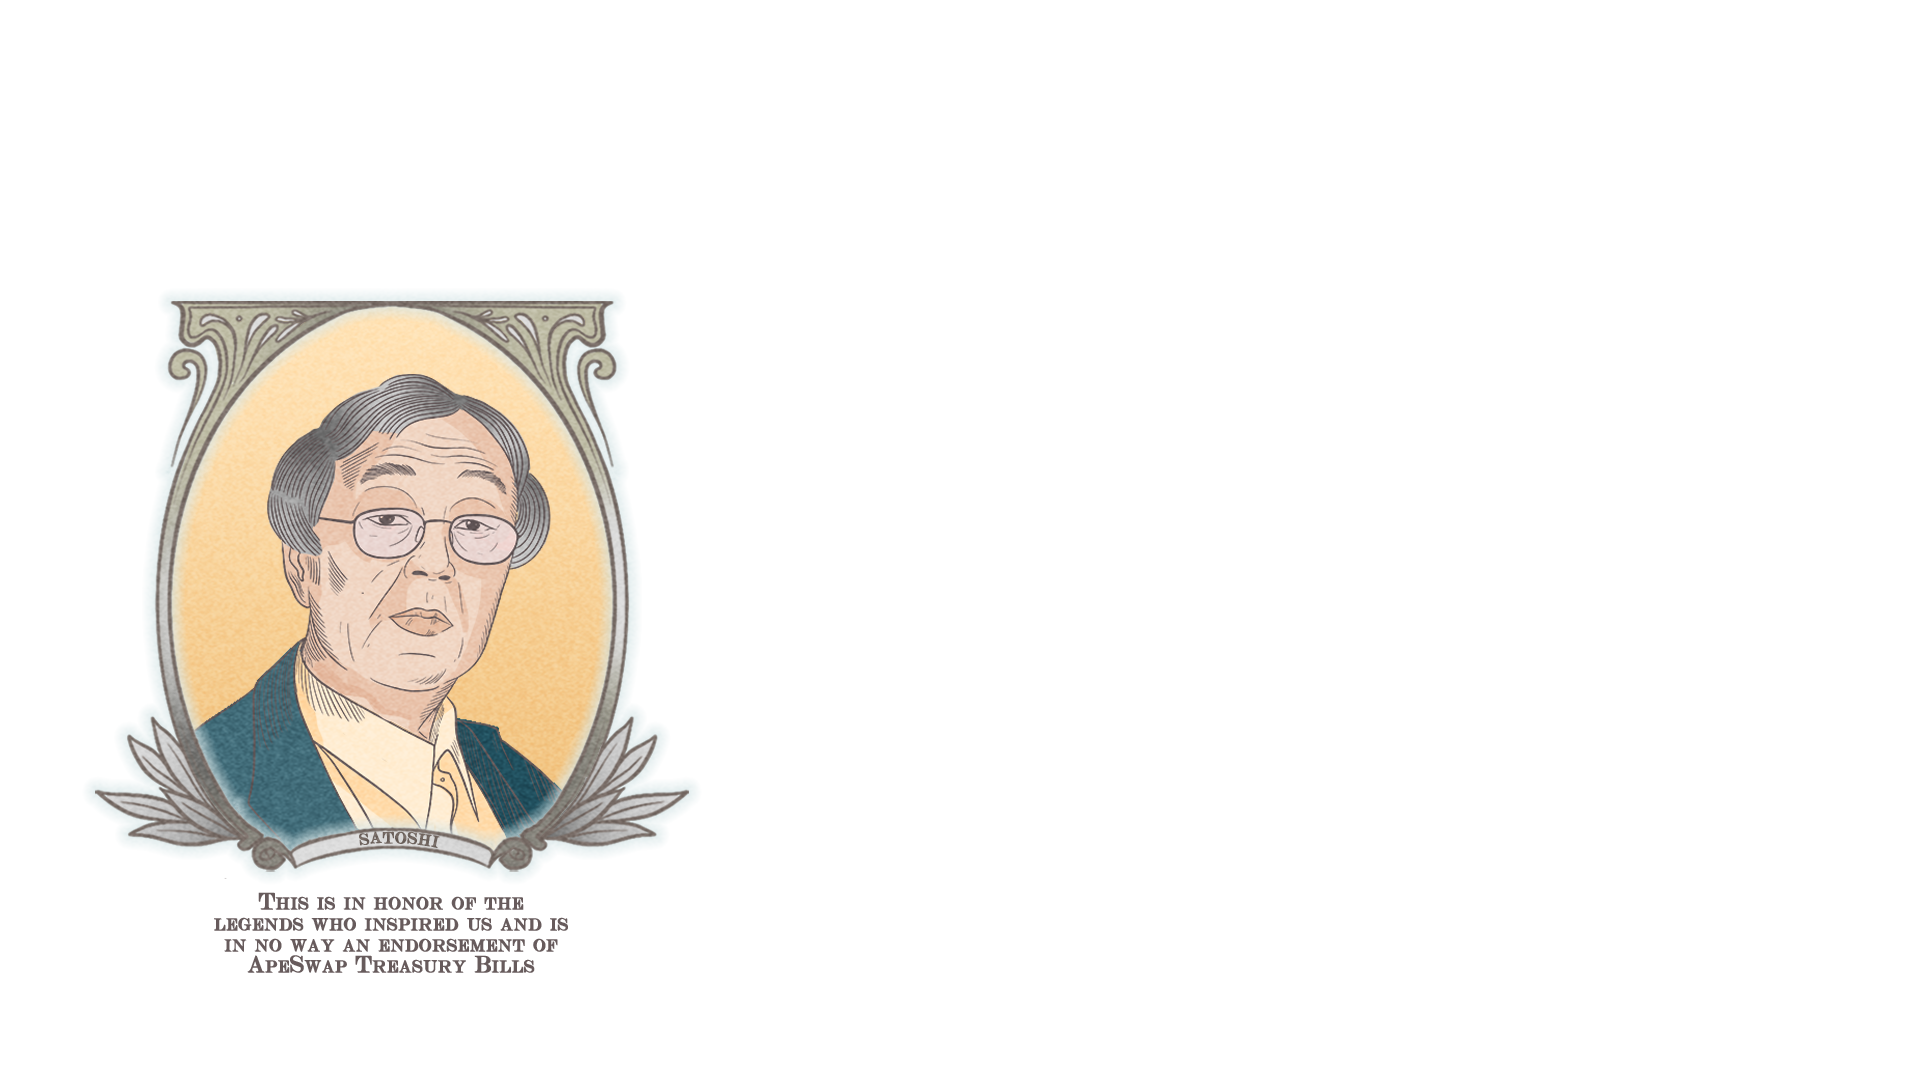 SATOSHI
This is in honor of the
legends who inspired us and is
in no way an endorsement of
ApeSwap Treasury Bills